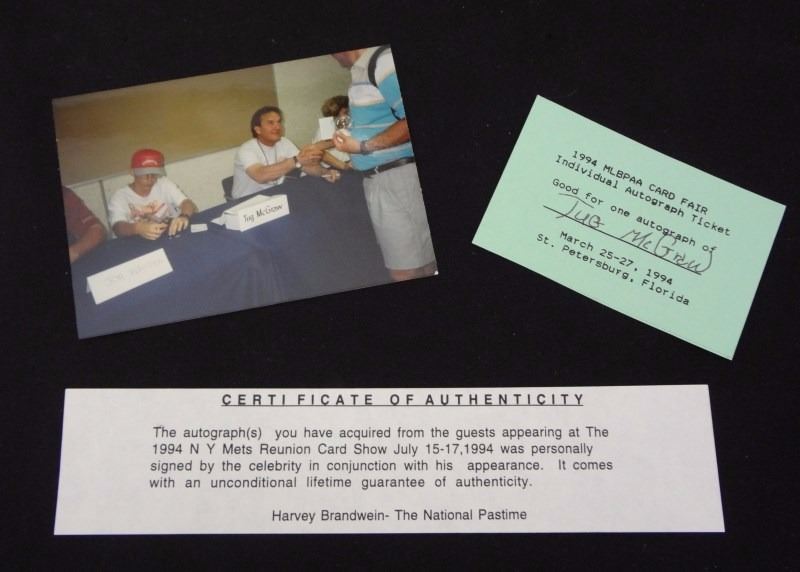 Tug McGraw
1994 MLBPAA CARD FAIR
Individual Autograph Ticket
Good for one autograph of
Tug McGraw
March 25-27, 1994
St. Petersburg, Florida
CERTIFICATE OF AUTHENTICITY
The autograph(s) you have acquired from the guests appearing at The
1994 N Y Mets Reunion Card Show July 15-17,1994 was personally
signed by the celebrity in conjunction with his appearance. It comes
with an unconditional lifetime guarantee of authenticity.
Harvey Brandwein- The National Pastime